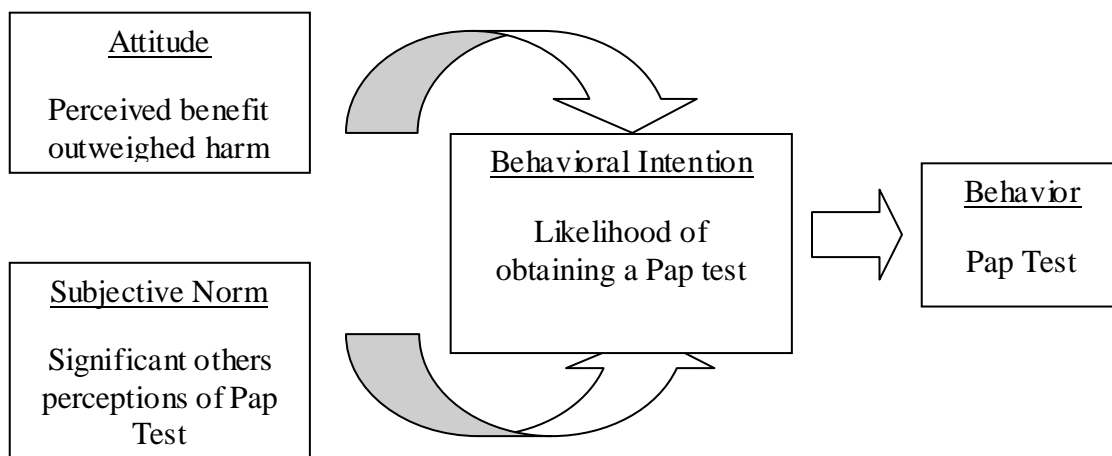 Attitude
Perceived benefit
outweighed harm
Subjective Norm
Significant others
perceptions of Pap
Test
Behavioral Intention
Likelihood of
obtaining a Pap test
Behavior
Pap Test